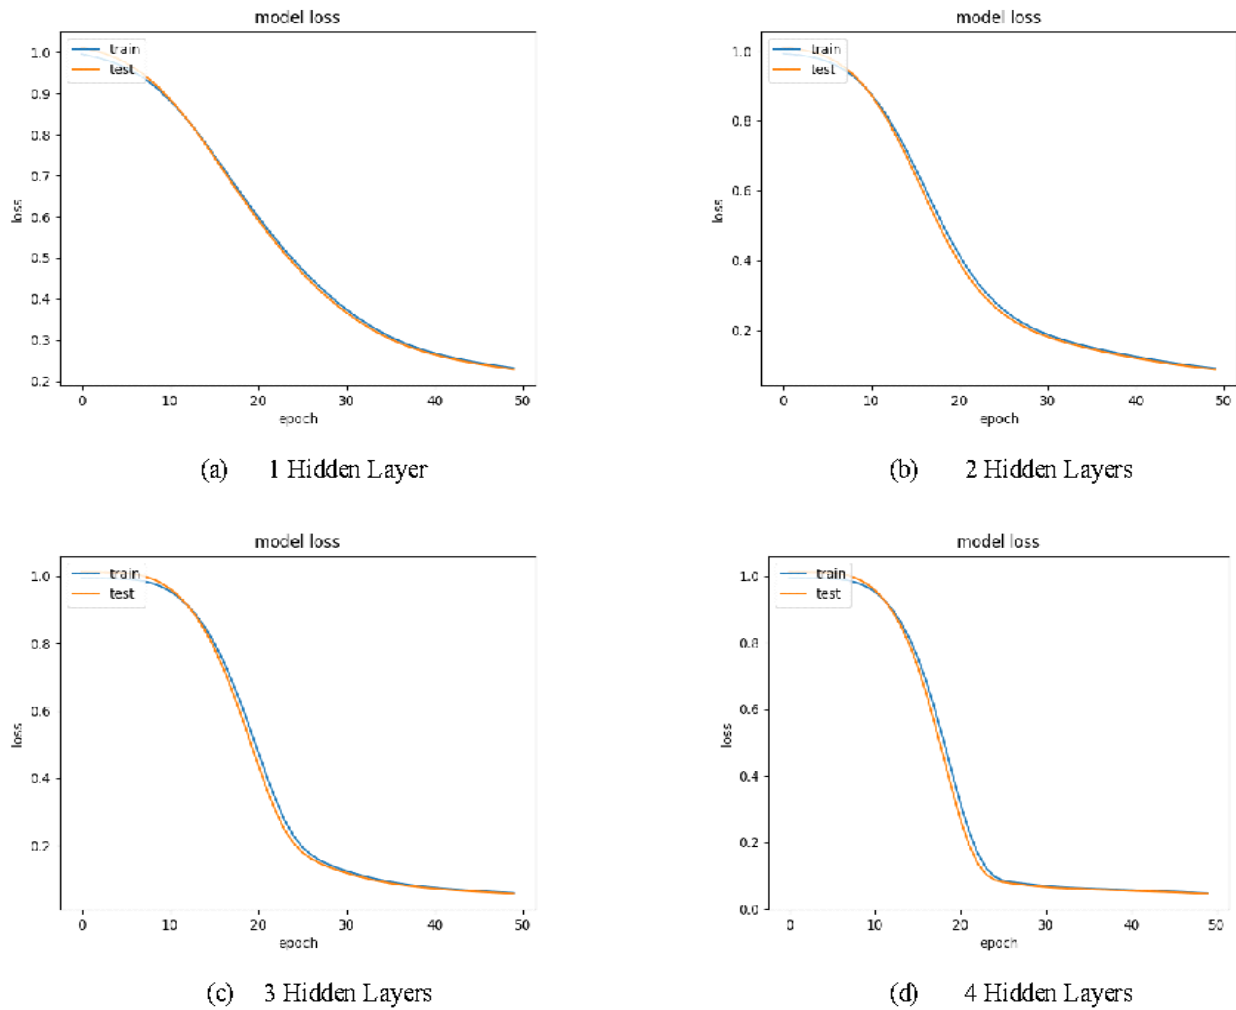 model loss
train
test
1.0
0.9
0.8
0.7
0.6
0.5
0.4
0.3
0.2
loss
0 10 20 30 40 50
epoch
(a) 1 Hidden Layer
model loss
train
test
1.0
0.8
0.6
0.4
0.2
loss
0 10 20 30 40 50
epoch
(b) 2 Hidden Layers
model loss
train
test
1.0
0.8
0.6
0.4
0.2
loss
0 10 20 30 40 50
epoch
(c) 3 Hidden Layers
model loss
train
test
1.0
0.8
0.6
0.4
0.2
0.0
loss
0 10 20 30 40 50
epoch
(d) 4 Hidden Layers